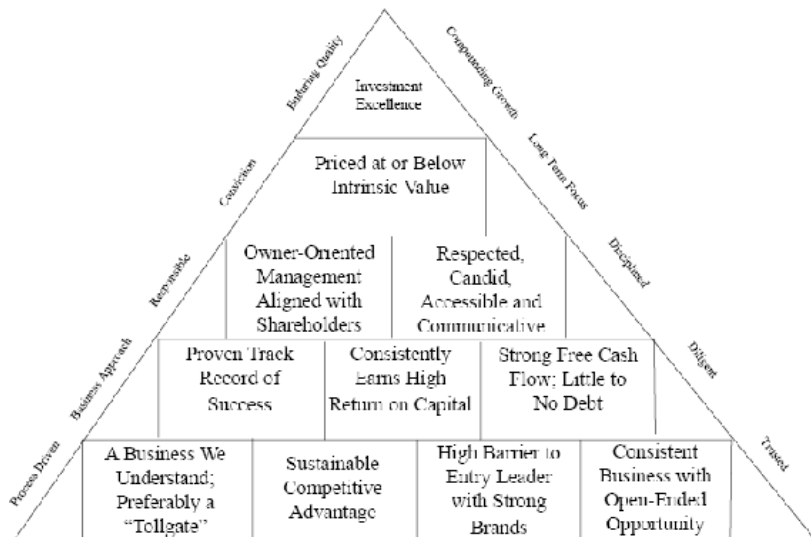 Investment
Excellence
Priced at or Below
Intrinsic Value
Owner-Oriented
Management
Aligned with
Shareholders
Respected,
Candid,
Accessible and
Communicative
Proven Track
Record of
Success
Consistently
Earns High
Return on Capital
Strong Free Cash
Flow; Little to
No Debt
A Business We
Understand;
Preferably a
“Tollgate”
Sustainable
Competitive
Advantage
High Barrier to
Entry Leader
with Strong
Brands
Consistent
Business with
Open-Ended
Opportunity
Enduring Quality
Conviction
Responsible
Business Approach
Process Driven
Compounding Growth
Long Term Focus
Disciplined
Diligent
Trusted